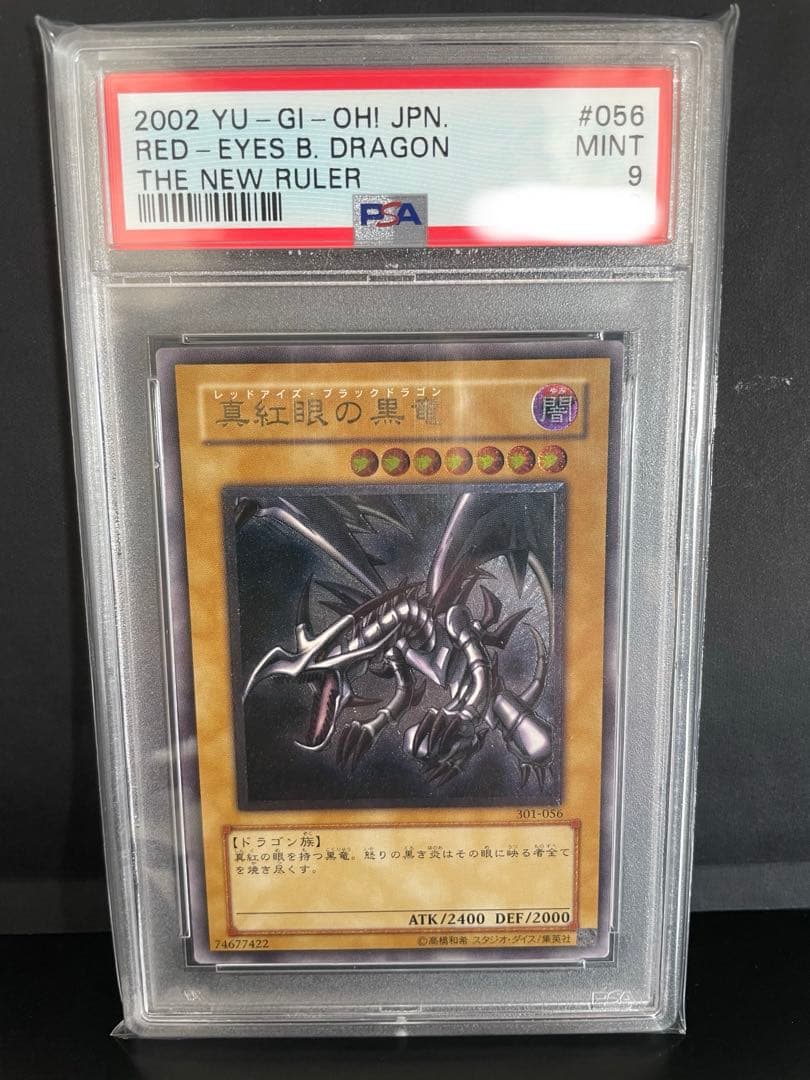 2002 YU-GI-OH! JPN. #056
RED-EYES B. DRAGON MINT
THE NEW RULER 9
PSA
レッドアイズ・ブラックドラゴン
真紅眼の黒竜
やみ
闇
301-056
【ドラゴン族】
真紅の眼を持つ黒竜。怒りの黒き炎はその眼に映る者全て
を焼き尽くす。
ATK/2400 DEF/2000
74677422 ©高橋和希 スタジオ・ダイス/集英社
PSA